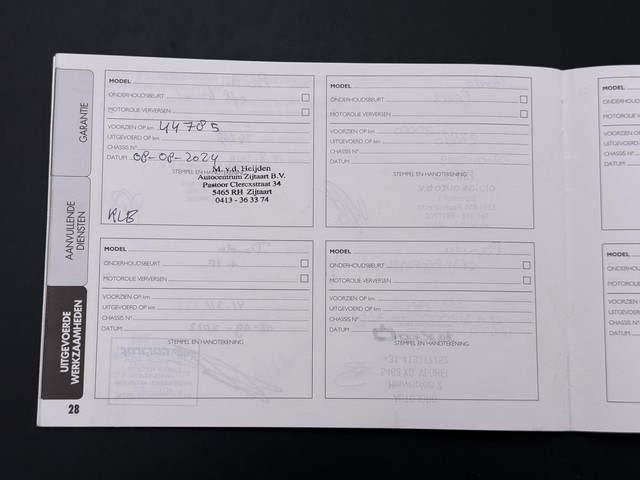 GARANTIE
AANVULLENDE
DIENSTEN
UITGEVOERDE
WERKZAAMHEDEN
28
MODEL
ONDERHOUDSBEURT
MOTOROLIE VERVERSEN
VOORZIEN OP km 44785
UITGEVOERD OP km
CHASSIS N°
DATUM 08-08-2024
STEMPEL EN HANDTEKENING
M. v.d. Heijden
Autocentrum Zijtaart B.V.
Pastoor Clercxstraat 34
5465 RH Zijtaart
0413 - 36 33 74
MODEL
ONDERHOUDSBEURT
MOTOROLIE VERVERSEN
VOORZIEN OP km
UITGEVOERD OP km
CHASSIS N°
DATUM
STEMPEL EN HANDTEKENING
MODEL
ONDERHOUDSBEURT
MOTOROLIE VERVERSEN
VOORZIEN OP km
UITGEVOERD OP km
CHASSIS N°
DATUM
STEMPEL EN HANDTEKENING
MODEL
ONDERHOUDSBEURT
MOTOROLIE VERVERSEN
VOORZIEN OP km
UITGEVOERD OP km
CHASSIS N°
DATUM
STEMPEL EN HANDTEKENING
MODEL
MODEL